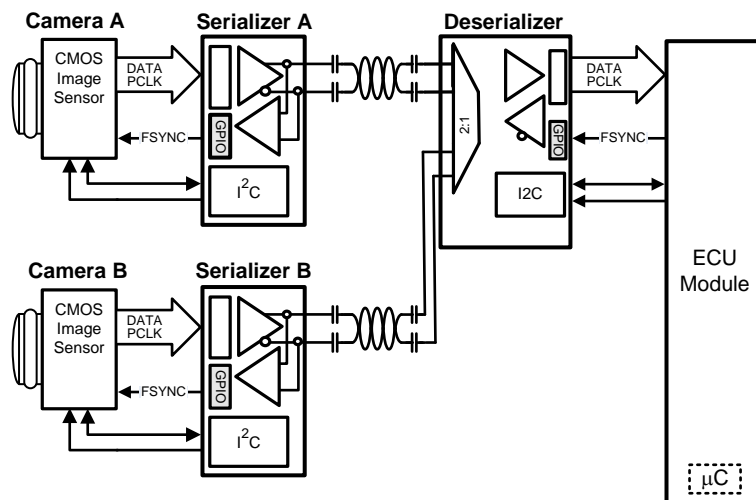 Camera A
Serializer A
Deserializer
CMOS
Image
Sensor
DATA
PCLK
FSYNC
GPIO
I²C
2:1
DATA
PCLK
GPIO
FSYNC
I2C
ECU
Module
Camera B
Serializer B
CMOS
Image
Sensor
DATA
PCLK
FSYNC
GPIO
I²C
µC